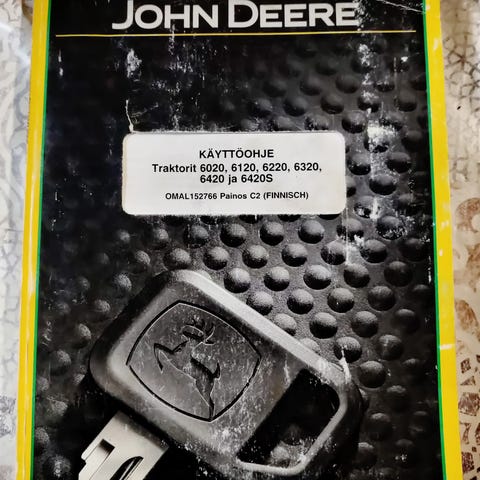 JOHN DEERE
KÄYTTÖOHJE
Traktorit 6020, 6120, 6220, 6320,
6420 ja 6420S
OMAL152766 Painos C2 (FINNISCH)